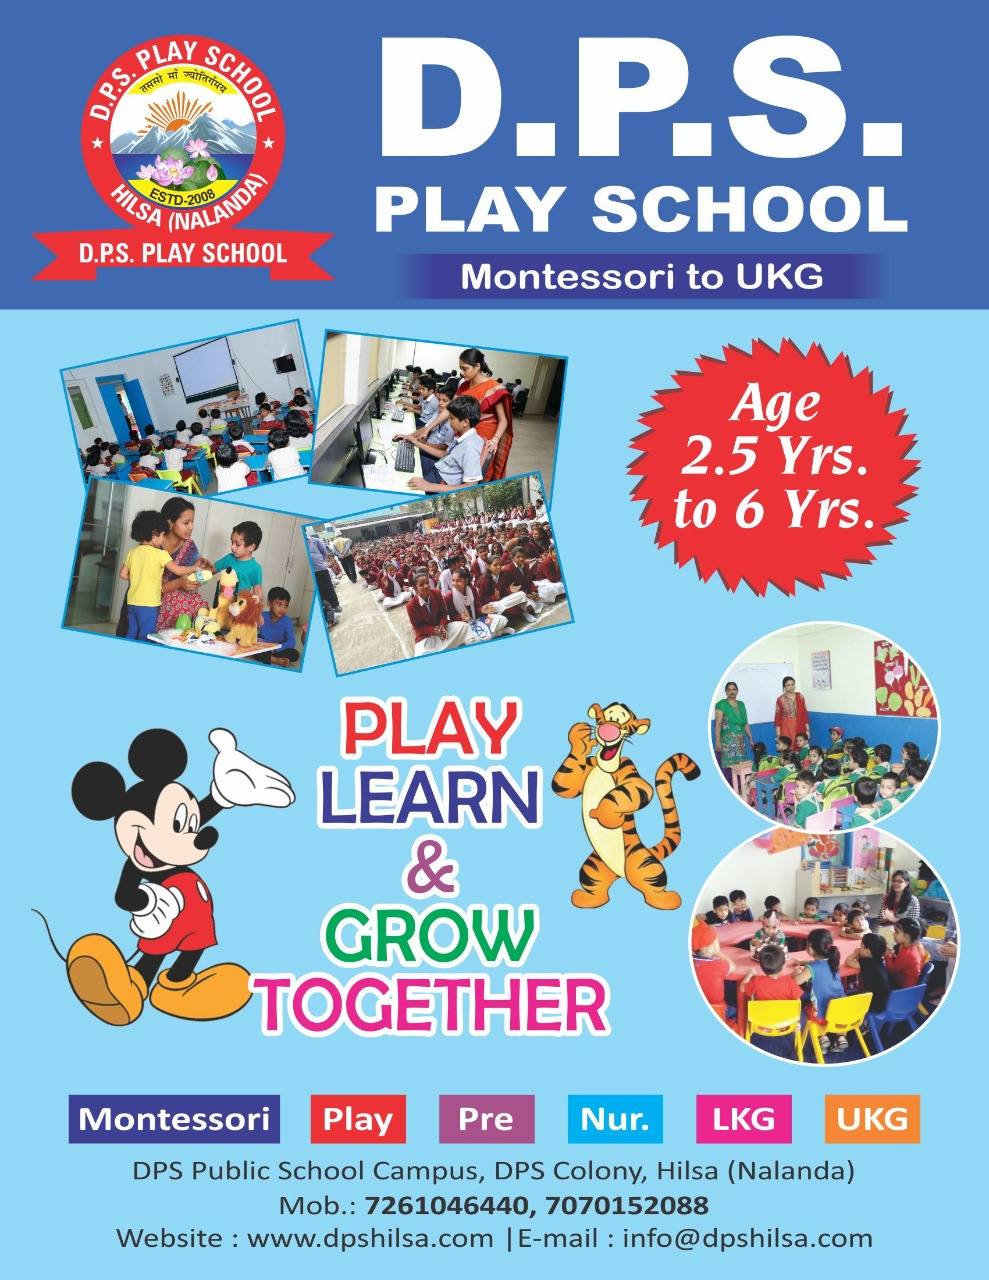 D.P.S. PLAY SCHOOL
तससो माँ ज्योतिर्गमय
ESTD-2008
HILSA (NALANDA)
D.P.S. PLAY SCHOOL
D.P.S.
PLAY SCHOOL
Montessori to UKG
Age
2.5 Yrs.
to 6 Yrs.
PLAY
LEARN
&
GROW
TOGETHER
Montessori Play Pre Nur. LKG UKG
DPS Public School Campus, DPS Colony, Hilsa (Nalanda)
Mob.: 7261046440, 7070152088
Website : www.dpshilsa.com |E-mail : info@dpshilsa.com